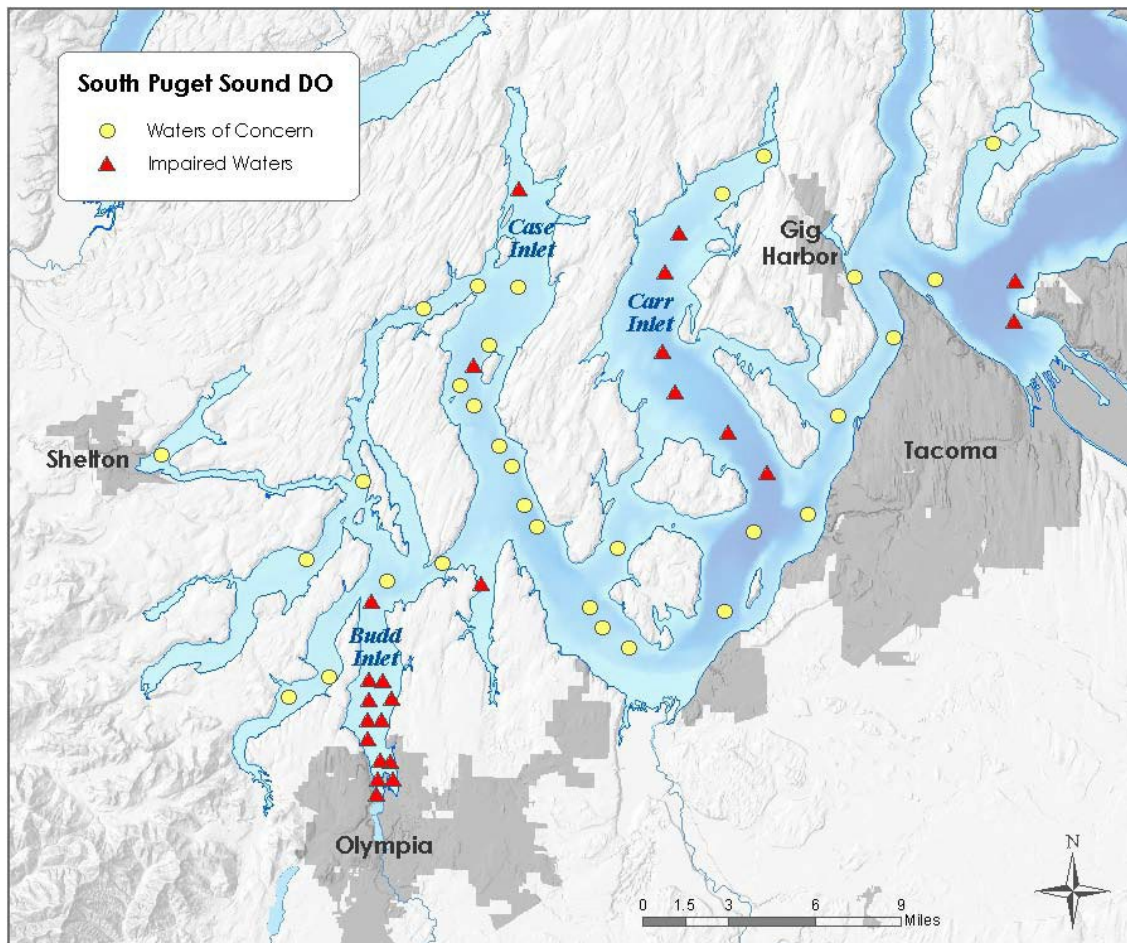 South Puget Sound DO
Waters of Concern
Impaired Waters
Case
Inlet
Gig
Harbor
Carr
Inlet
Shelton
Tacoma
Budd
Inlet
Olympia
N
0 1.5 3 6 9
Miles